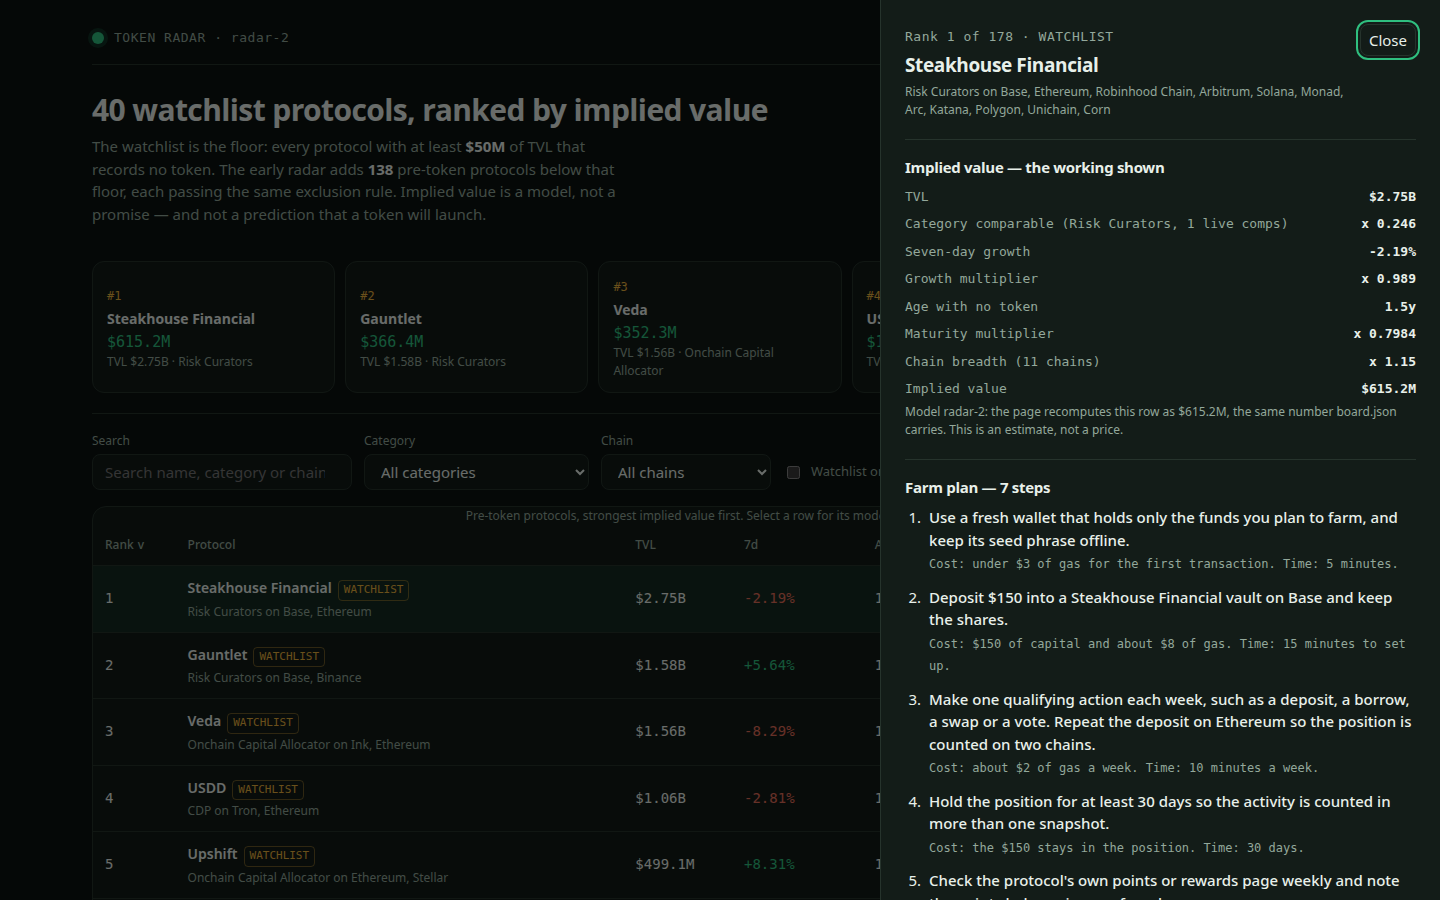 TOKEN RADAR · radar-2
40 watchlist protocols, ranked by implied value
The watchlist is the floor: every protocol with at least $50M of TVL that
records no token. The early radar adds 138 pre-token protocols below that
floor, each passing the same exclusion rule. Implied value is a model, not a
promise — and not a prediction that a token will launch.
#1
Steakhouse Financial
$615.2M
TVL $2.75B · Risk Curators
#2
Gauntlet
$366.4M
TVL $1.58B · Risk Curators
#3
Veda
$352.3M
TVL $1.56B · Onchain Capital
Allocator
#4
Search
Category
Chain
Search name, category or chain
All categories
All chains
Watchlist
Pre-token protocols, strongest implied value first. Select a row for its
Rank v
Protocol
TVL
7d
1
Steakhouse Financial WATCHLIST
Risk Curators on Base, Ethereum
$2.75B
-2.19%
2
Gauntlet WATCHLIST
Risk Curators on Base, Binance
$1.58B
+5.64%
3
Veda WATCHLIST
Onchain Capital Allocator on Ink, Ethereum
$1.56B
-8.29%
4
USDD WATCHLIST
CDP on Tron, Ethereum
$1.06B
-2.81%
5
Upshift WATCHLIST
Onchain Capital Allocator on Ethereum, Stellar
$499.1M
+8.31%
Rank 1 of 178 · WATCHLIST
Close
Steakhouse Financial
Risk Curators on Base, Ethereum, Robinhood Chain, Arbitrum, Solana, Monad,
Arc, Katana, Polygon, Unichain, Corn
Implied value — the working shown
TVL $2.75B
Category comparable (Risk Curators, 1 live comps) x 0.246
Seven-day growth -2.19%
Growth multiplier x 0.989
Age with no token 1.5y
Maturity multiplier x 0.7984
Chain breadth (11 chains) x 1.15
Implied value $615.2M
Model radar-2: the page recomputes this row as $615.2M, the same number board.json
carries. This is an estimate, not a price.
Farm plan — 7 steps
1. Use a fresh wallet that holds only the funds you plan to farm, and
keep its seed phrase offline.
Cost: under $3 of gas for the first transaction. Time: 5 minutes.
2. Deposit $150 into a Steakhouse Financial vault on Base and keep
the shares.
Cost: $150 of capital and about $8 of gas. Time: 15 minutes to set
up.
3. Make one qualifying action each week, such as a deposit, a borrow,
a swap or a vote. Repeat the deposit on Ethereum so the position is
counted on two chains.
Cost: about $2 of gas a week. Time: 10 minutes a week.
4. Hold the position for at least 30 days so the activity is counted in
more than one snapshot.
Cost: the $150 stays in the position. Time: 30 days.
5. Check the protocol's own points or rewards page weekly and note